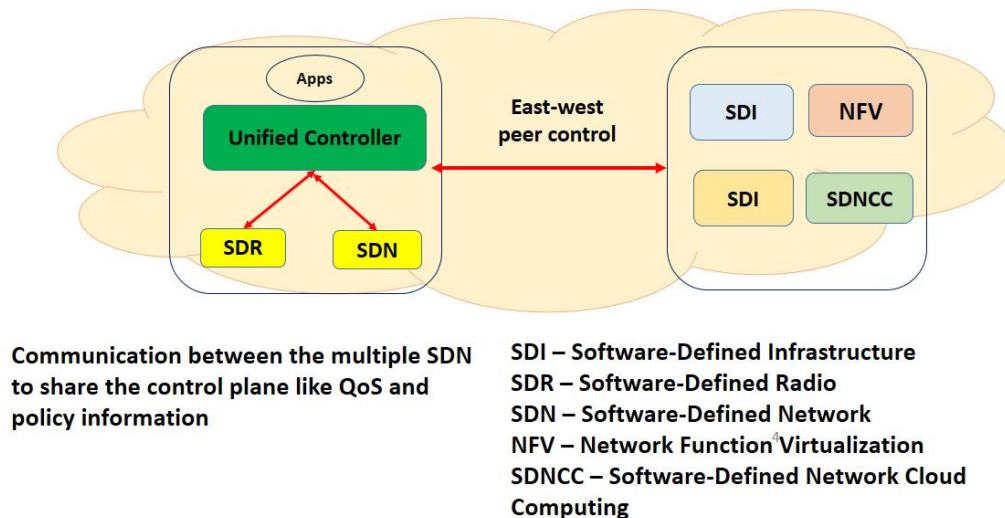 Apps
Unified Controller
SDR
SDN
East-west
peer control
SDI
NFV
SDI
SDNCC
Communication between the multiple SDN
to share the control plane like QoS and
policy information
SDI – Software-Defined Infrastructure
SDR – Software-Defined Radio
SDN – Software-Defined Network
NFV – Network Function Virtualization
4
SDNCC – Software-Defined Network Cloud
Computing